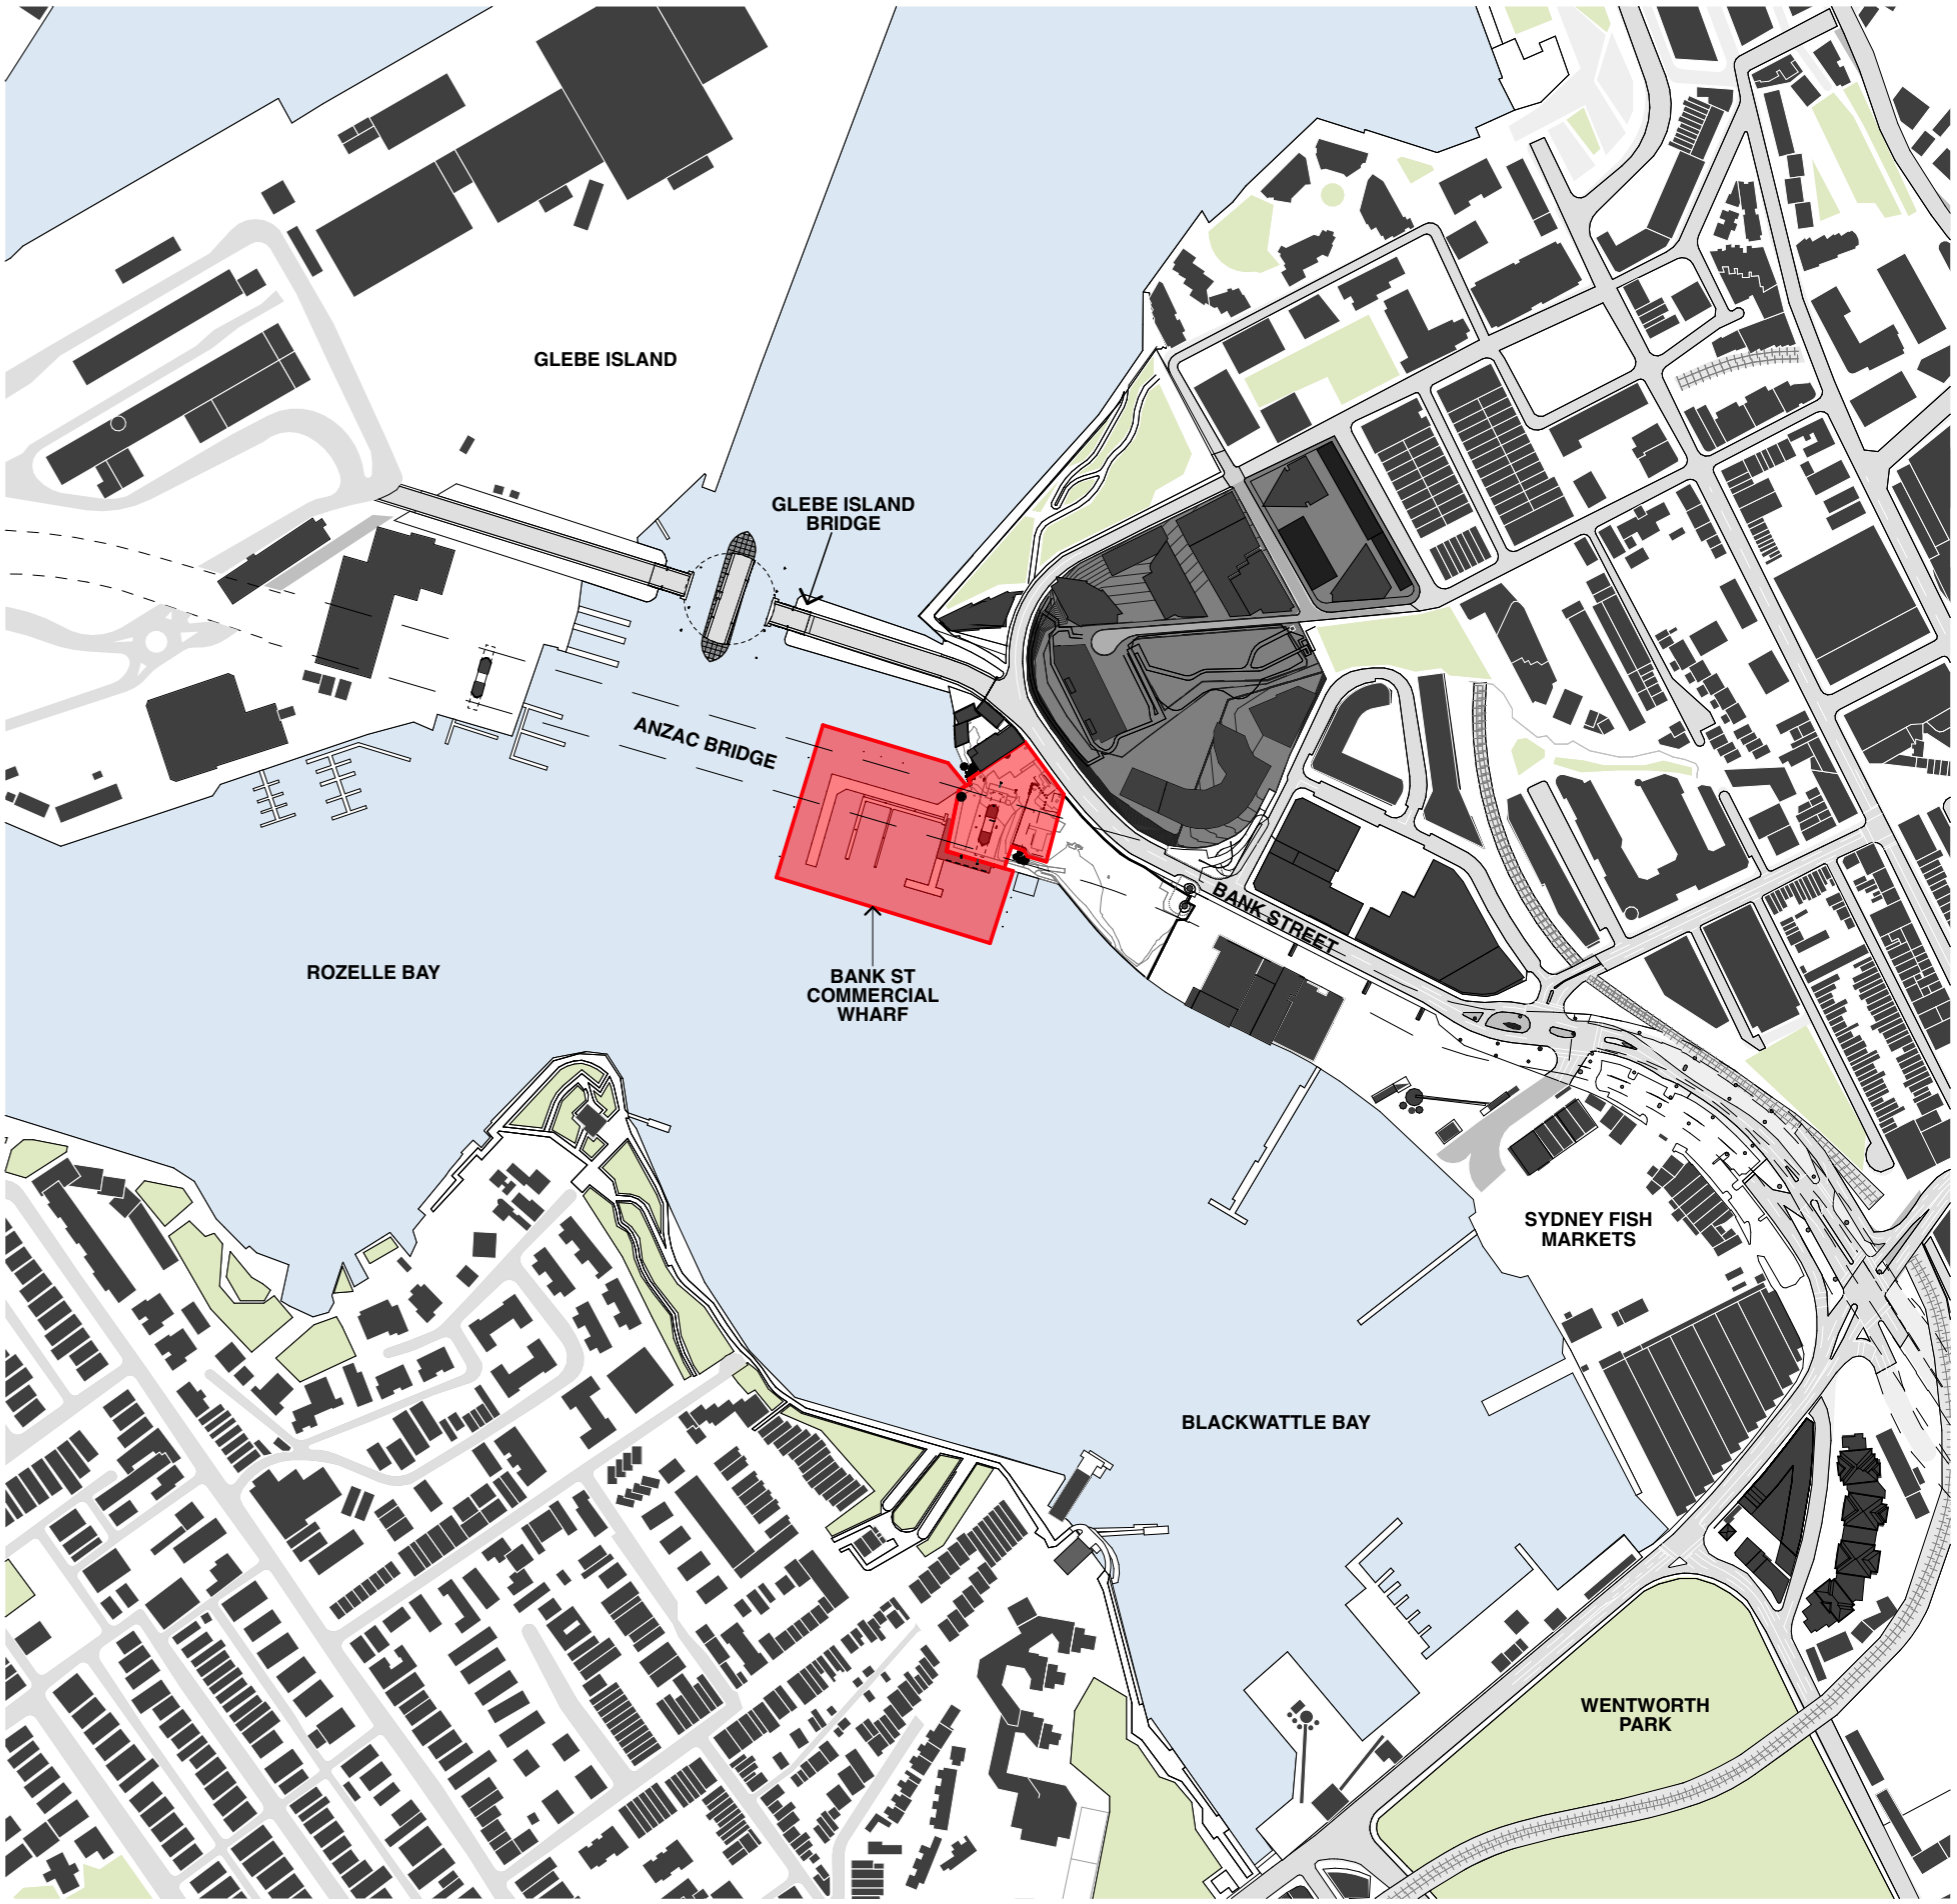 GLEBE ISLAND
GLEBE ISLAND
BRIDGE
ANZAC BRIDGE
BANK STREET
ROZELLE BAY
BANK ST
COMMERCIAL
WHARF
SYDNEY FISH
MARKETS
BLACKWATTLE BAY
WENTWORTH
PARK